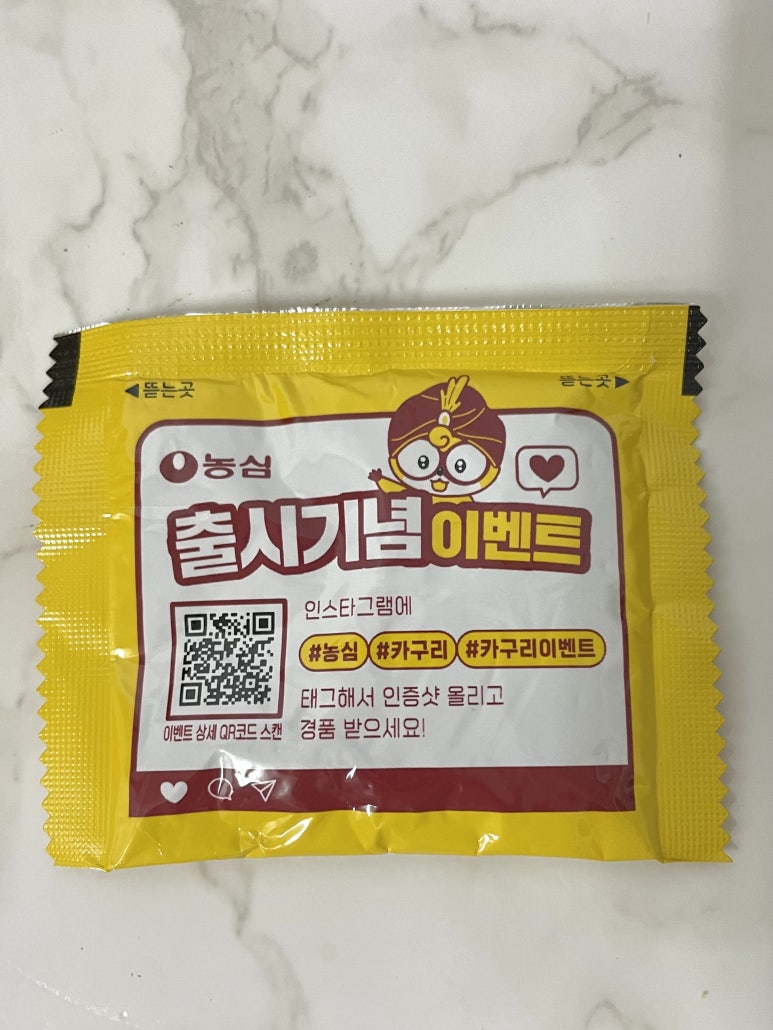 ◀뜯는곳 뜯는곳▶
농심
출시기념 이벤트
인스타그램에
#농심 #카구리 #카구리이벤트
태그해서 인증샷 올리고
경품 받으세요!
이벤트 상세 QR코드 스캔